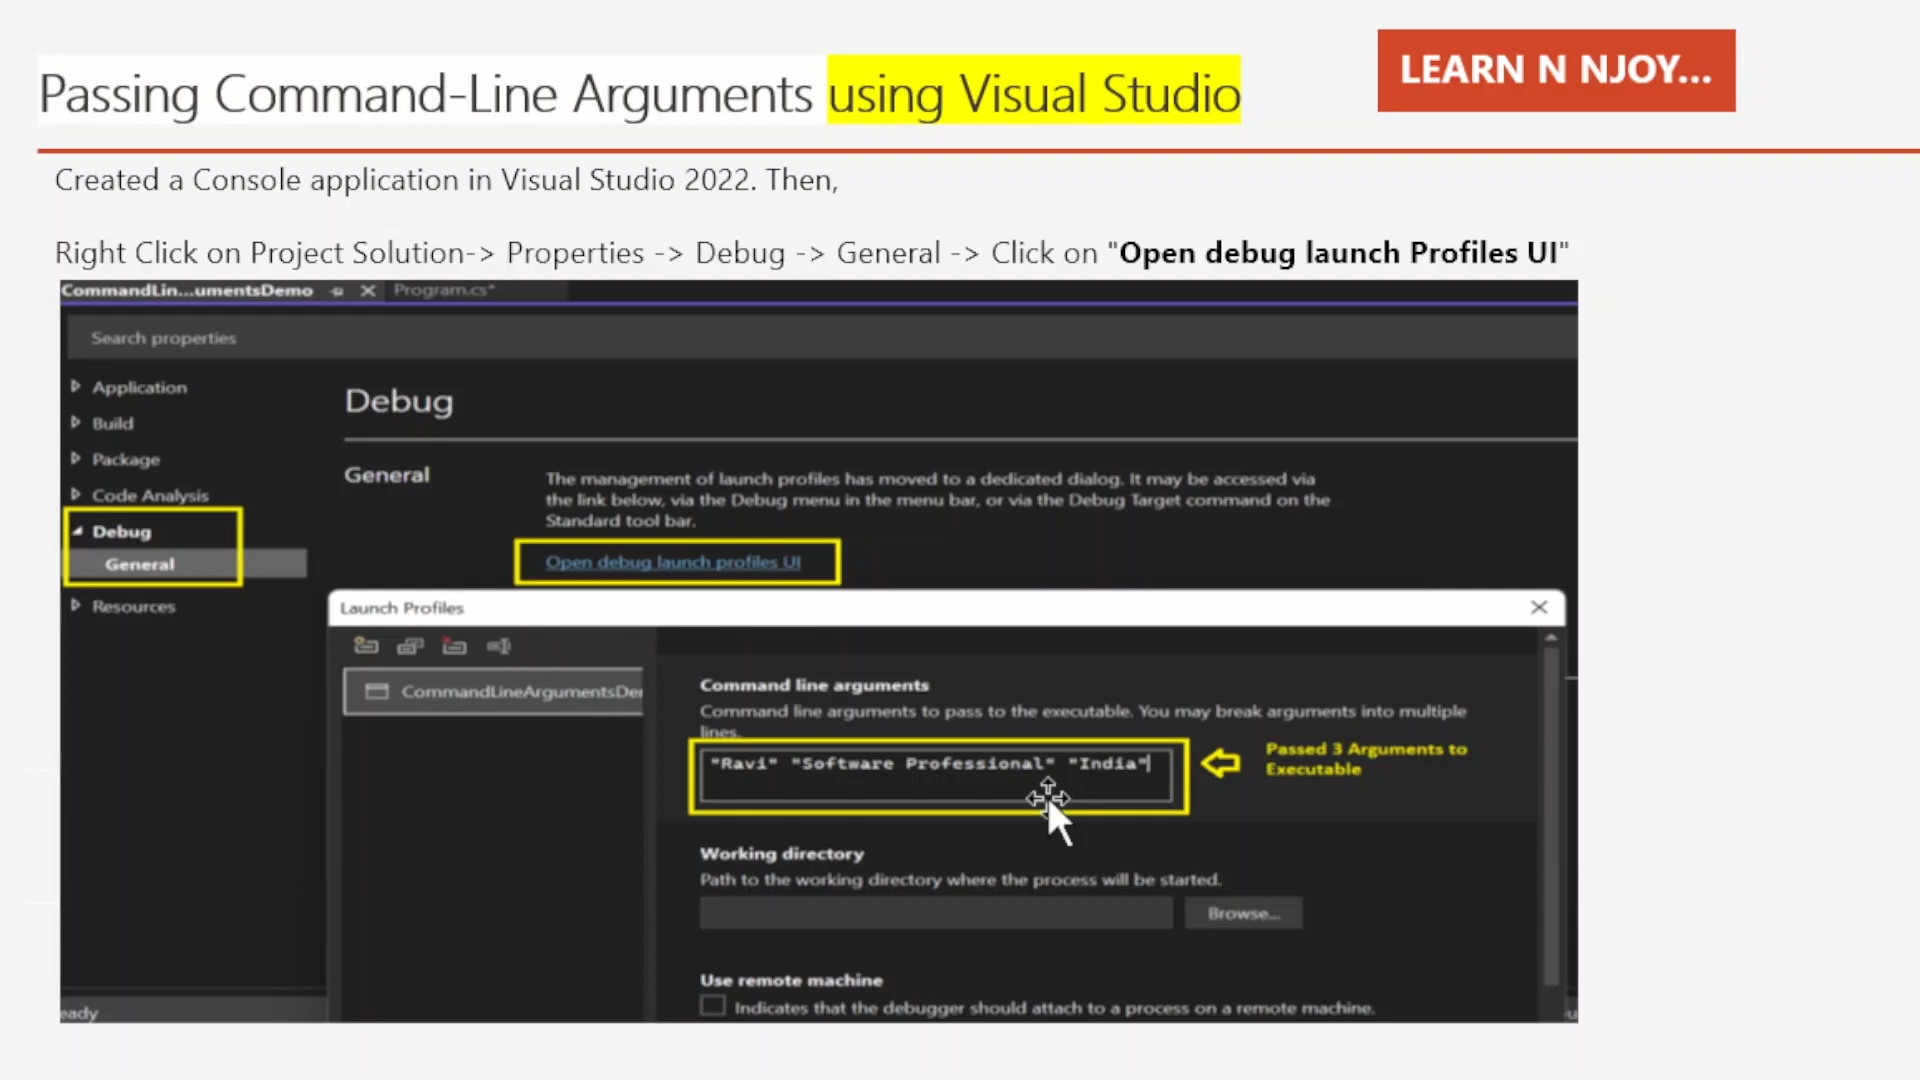 Passing Command-Line Arguments using Visual Studio
LEARN N NJOY...
Created a Console application in Visual Studio 2022. Then,
Right Click on Project Solution-> Properties -> Debug -> General -> Click on "Open debug launch Profiles UI"
CommandLin...umentsDemo
Program.cs*
Search properties
Application
Build
Package
Code Analysis
Debug
General
Resources
Debug
General
The management of launch profiles has moved to a dedicated dialog. It may be accessed via
the link below, via the Debug menu in the menu bar, or via the Debug Target command on the
Standard tool bar.
Open debug launch profiles UI
Launch Profiles
CommandLineArgumentsDer
Command line arguments
Command line arguments to pass to the executable. You may break arguments into multiple
lines.
"Ravi" "Software Professional" "India"
Passed 3 Arguments to
Executable
Working directory
Path to the working directory where the process will be started.
Browse...
Use remote machine
Indicates that the debugger should attach to a process on a remote machine.
eady